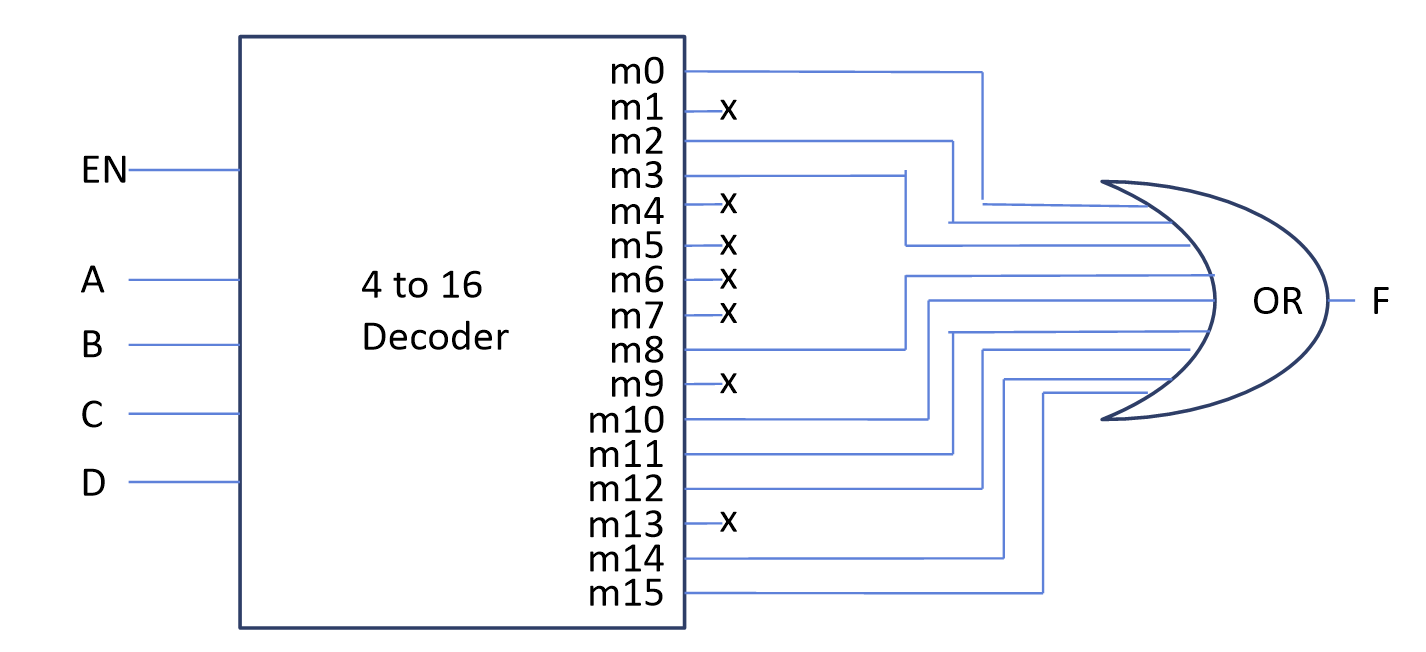 m0
m1 x
m2
EN
m3
m4 x
m5 x
A
m6 x
4 to 16
Decoder
m7 x
OR
F
B
m8
m9 x
C
m10
m11
D
m12
m13 x
m14
m15